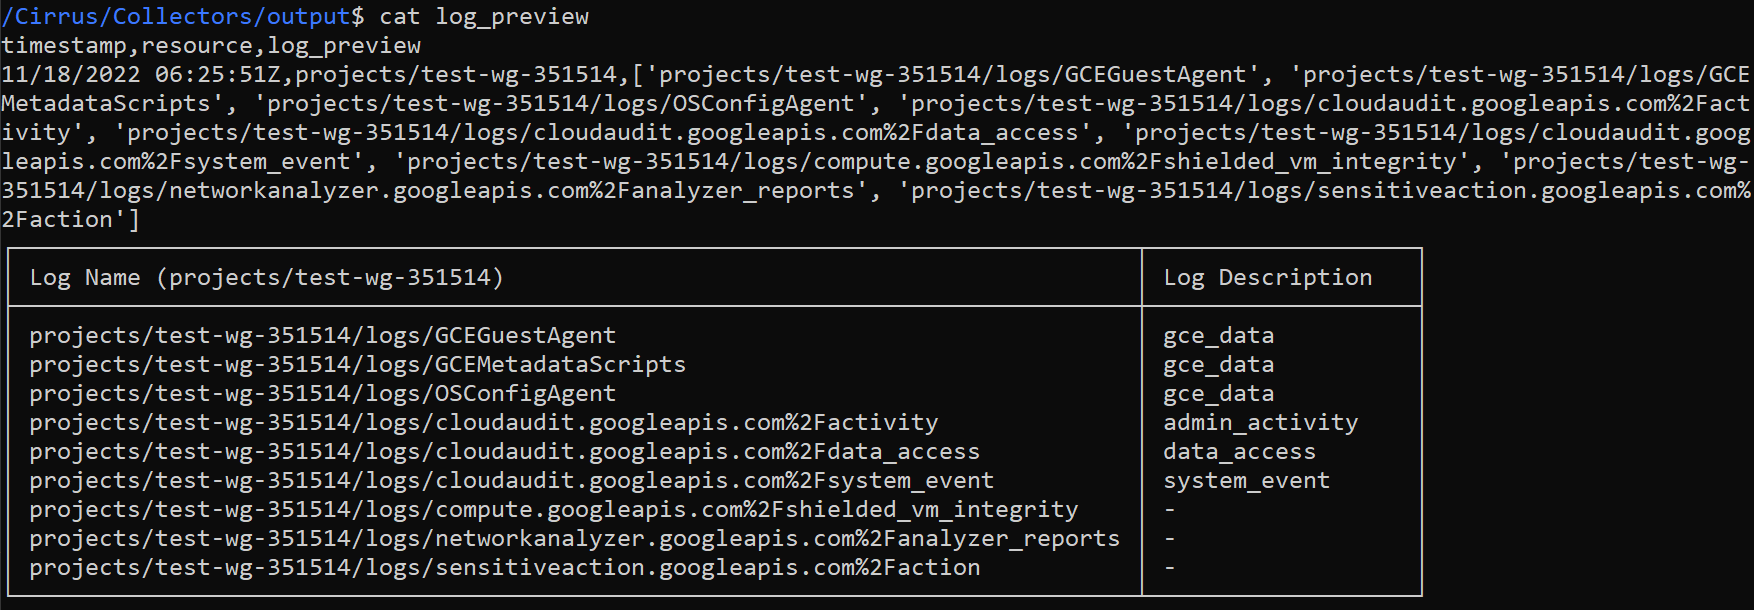 /Cirrus/Collectors/output$ cat log_preview
timestamp,resource,log_preview
11/18/2022 06:25:51Z,projects/test-wg-351514,['projects/test-wg-351514/logs/GCEGuestAgent', 'projects/test-wg-351514/logs/GCE
MetadataScripts', 'projects/test-wg-351514/logs/OSConfigAgent', 'projects/test-wg-351514/logs/cloudaudit.googleapis.com%2Fact
ivity', 'projects/test-wg-351514/logs/cloudaudit.googleapis.com%2Fdata_access', 'projects/test-wg-351514/logs/cloudaudit.goog
leapis.com%2Fsystem_event', 'projects/test-wg-351514/logs/compute.googleapis.com%2Fshielded_vm_integrity', 'projects/test-wg-
351514/logs/networkanalyzer.googleapis.com%2Fanalyzer_reports', 'projects/test-wg-351514/logs/sensitiveaction.googleapis.com%
2Faction']
Log Name (projects/test-wg-351514) Log Description
projects/test-wg-351514/logs/GCEGuestAgent gce_data
projects/test-wg-351514/logs/GCEMetadataScripts gce_data
projects/test-wg-351514/logs/OSConfigAgent gce_data
projects/test-wg-351514/logs/cloudaudit.googleapis.com%2Factivity admin_activity
projects/test-wg-351514/logs/cloudaudit.googleapis.com%2Fdata_access data_access
projects/test-wg-351514/logs/cloudaudit.googleapis.com%2Fsystem_event system_event
projects/test-wg-351514/logs/compute.googleapis.com%2Fshielded_vm_integrity -
projects/test-wg-351514/logs/networkanalyzer.googleapis.com%2Fanalyzer_reports -
projects/test-wg-351514/logs/sensitiveaction.googleapis.com%2Faction -